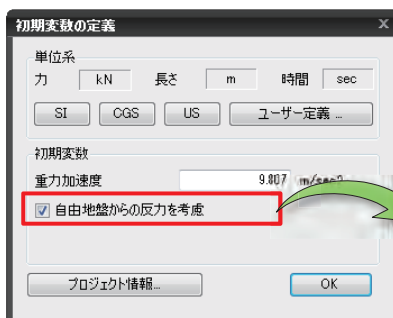 初期変数の定義 x
単位系
力 kN 長さ m 時間 sec
SI CGS US ユーザー定義 ...
初期変数
重力加速度 9.807 m/sec2
自由地盤からの反力を考慮
プロジェクト情報... OK